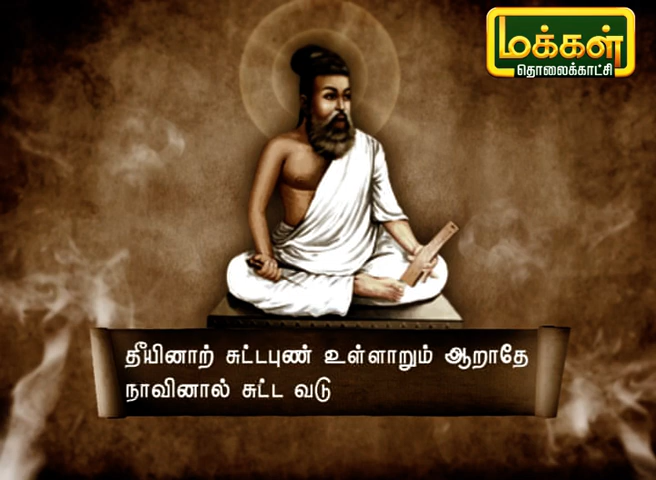 மக்கள்
தொலைக்காட்சி
தீயினாற் சுட்டபுண் உள்ளாறும் ஆறாதே
நாவினால் சுட்ட வடு